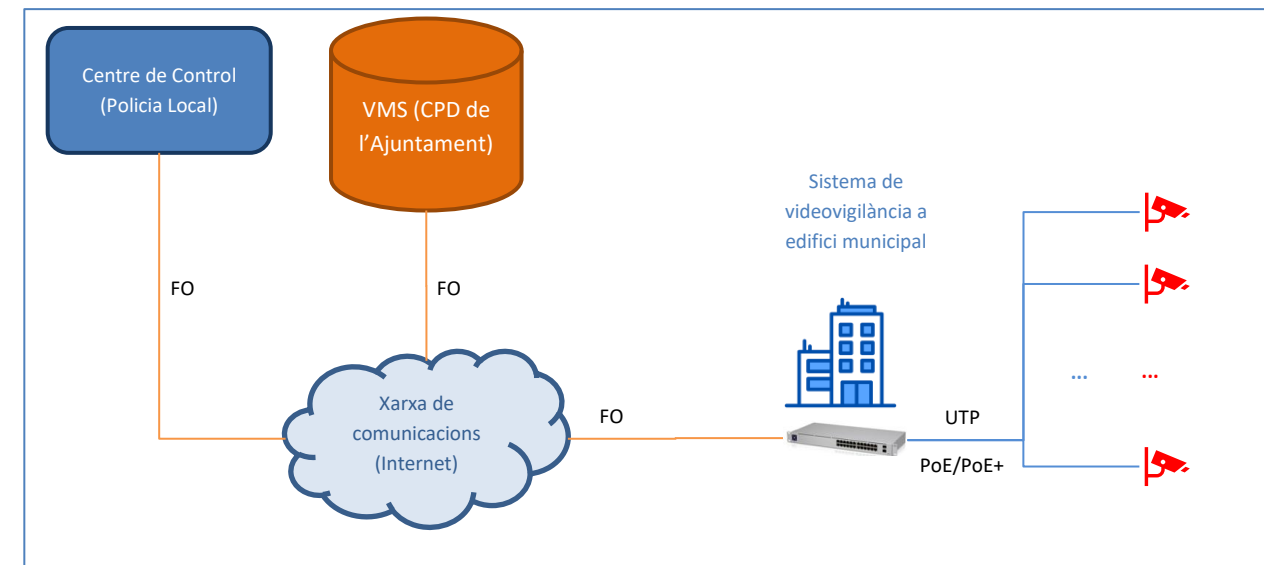 Centre de Control
(Policia Local)
VMS (CPD de
l’Ajuntament)
Sistema de
videovigilància a
edifici municipal
FO
FO
Xarxa de
comunicacions
(Internet)
FO
UTP
PoE/PoE+
...
...